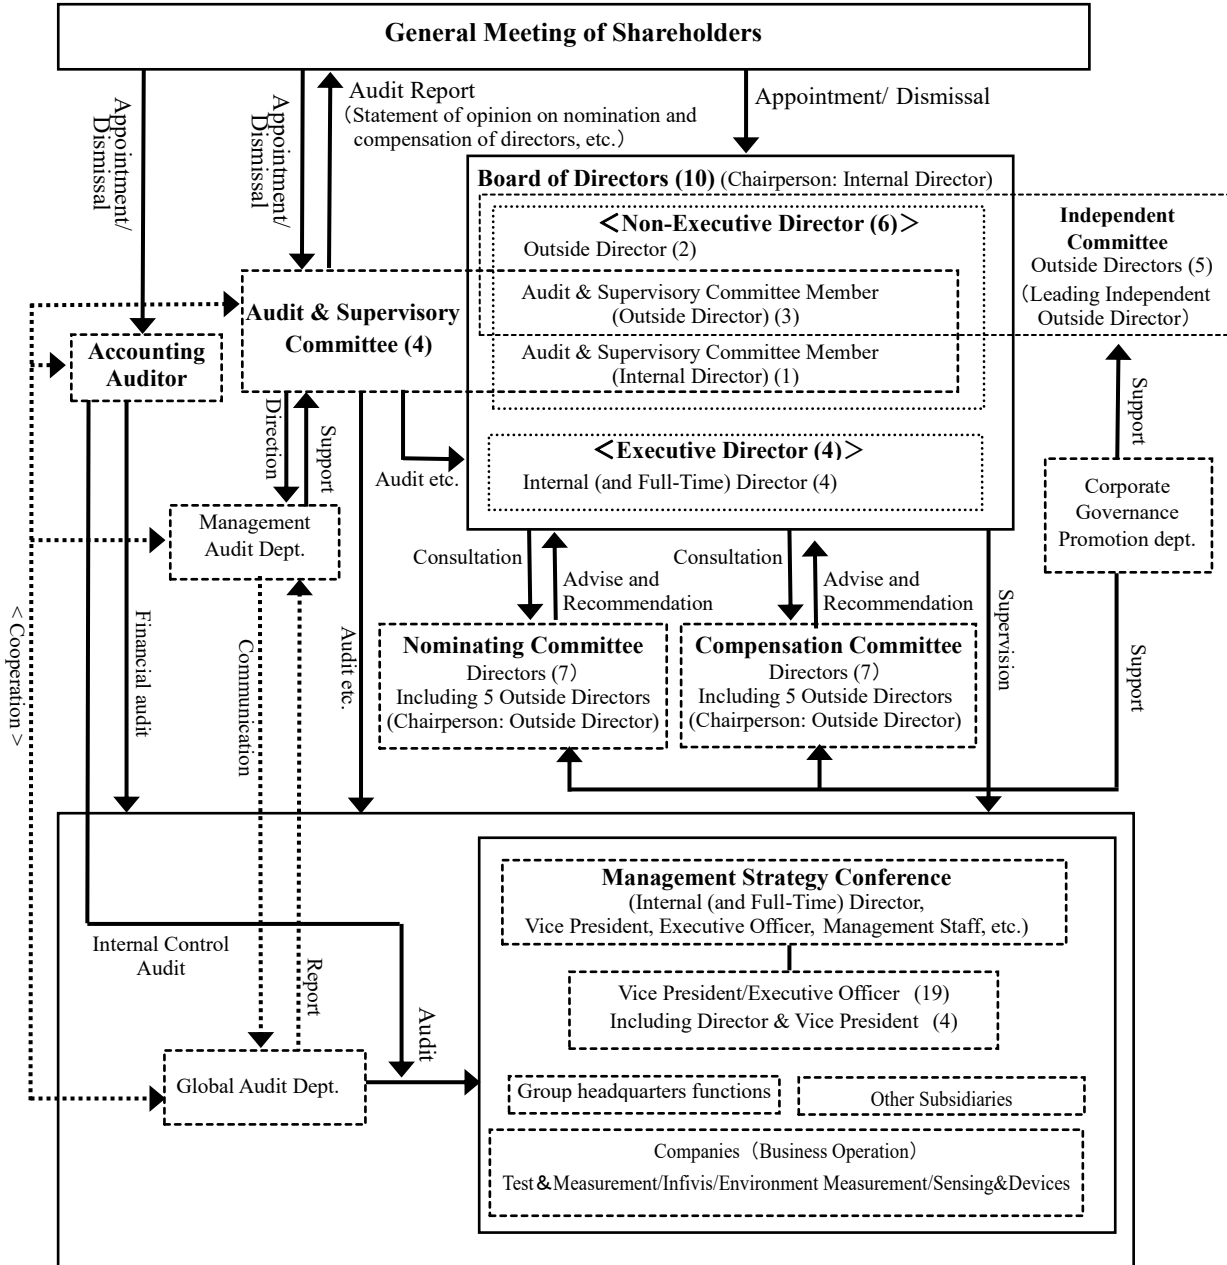 General Meeting of Shareholders
Appointment/
Dismissal
Appointment/
Dismissal
Audit Report
（Statement of opinion on nomination and
compensation of directors, etc.）
Appointment/ Dismissal
Board of Directors (10) (Chairperson: Internal Director)
＜Non-Executive Director (6)＞
Outside Director (2)
Audit & Supervisory Committee Member
(Outside Director) (3)
Audit & Supervisory Committee Member
(Internal Director) (1)
＜Executive Director (4)＞
Internal (and Full-Time) Director (4)
Independent
Committee
Outside Directors (5)
（Leading Independent
Outside Director）
Audit & Supervisory
Committee (4)
Accounting
Auditor
Direction
Support
Audit etc.
Support
Management
Audit Dept.
Corporate
Governance
Promotion dept.
Consultation
Advise and
Recommendation
Consultation
Advise and
Recommendation
Supervision
Support
< Cooperation >
Financial audit
Communication
Audit etc.
Nominating Committee
Directors (7）
Including 5 Outside Directors
(Chairperson: Outside Director)
Compensation Committee
Directors (7）
Including 5 Outside Directors
(Chairperson: Outside Director)
Management Strategy Conference
(Internal (and Full-Time) Director,
Vice President, Executive Officer, Management Staff, etc.)
Internal Control
Audit
Report
Audit
Vice President/Executive Officer (19)
Including Director & Vice President (4)
Global Audit Dept.
Group headquarters functions
Other Subsidiaries
Companies（Business Operation）
Test＆Measurement/Infivis/Environment Measurement/Sensing&Devices